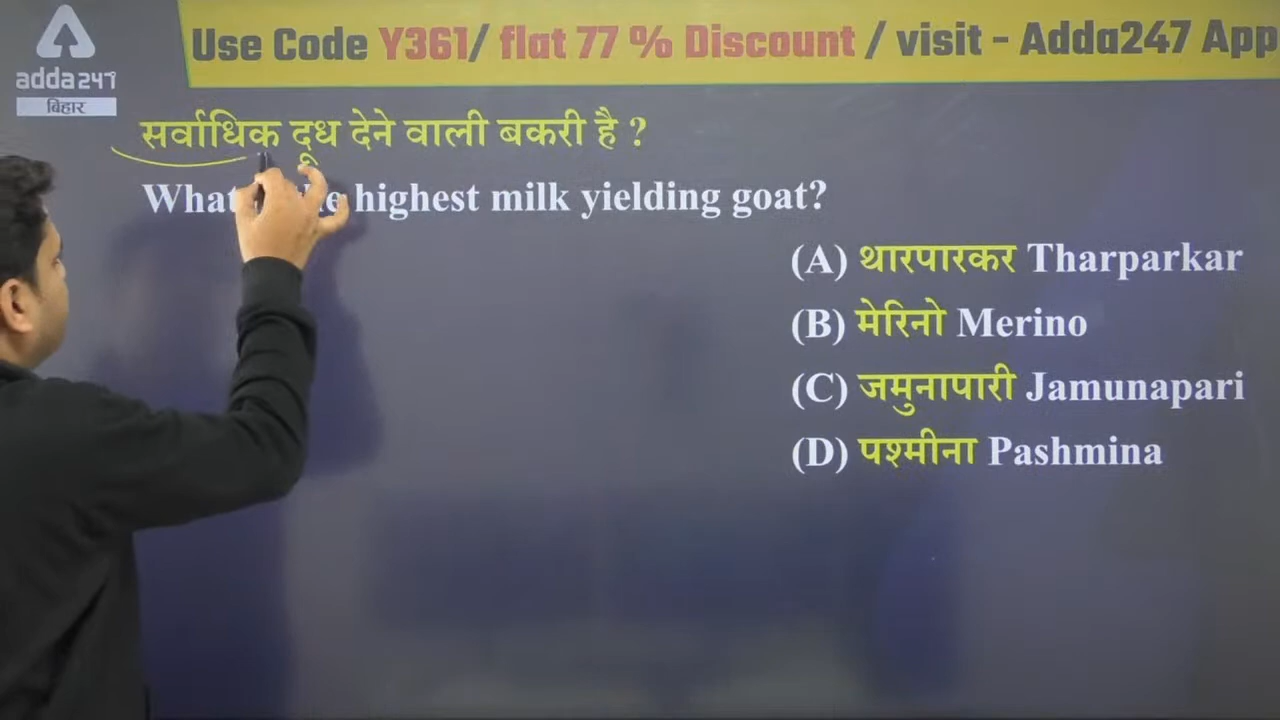 Use Code Y361/ flat 77 % Discount / visit - Adda247 App
adda247
बिहार
सर्वाधिक दूध देने वाली बकरी है ?
What the highest milk yielding goat?
(A) थारपारकर Tharparkar
(B) मेरिनो Merino
(C) जमुनापारी Jamunapari
(D) पश्मीना Pashmina